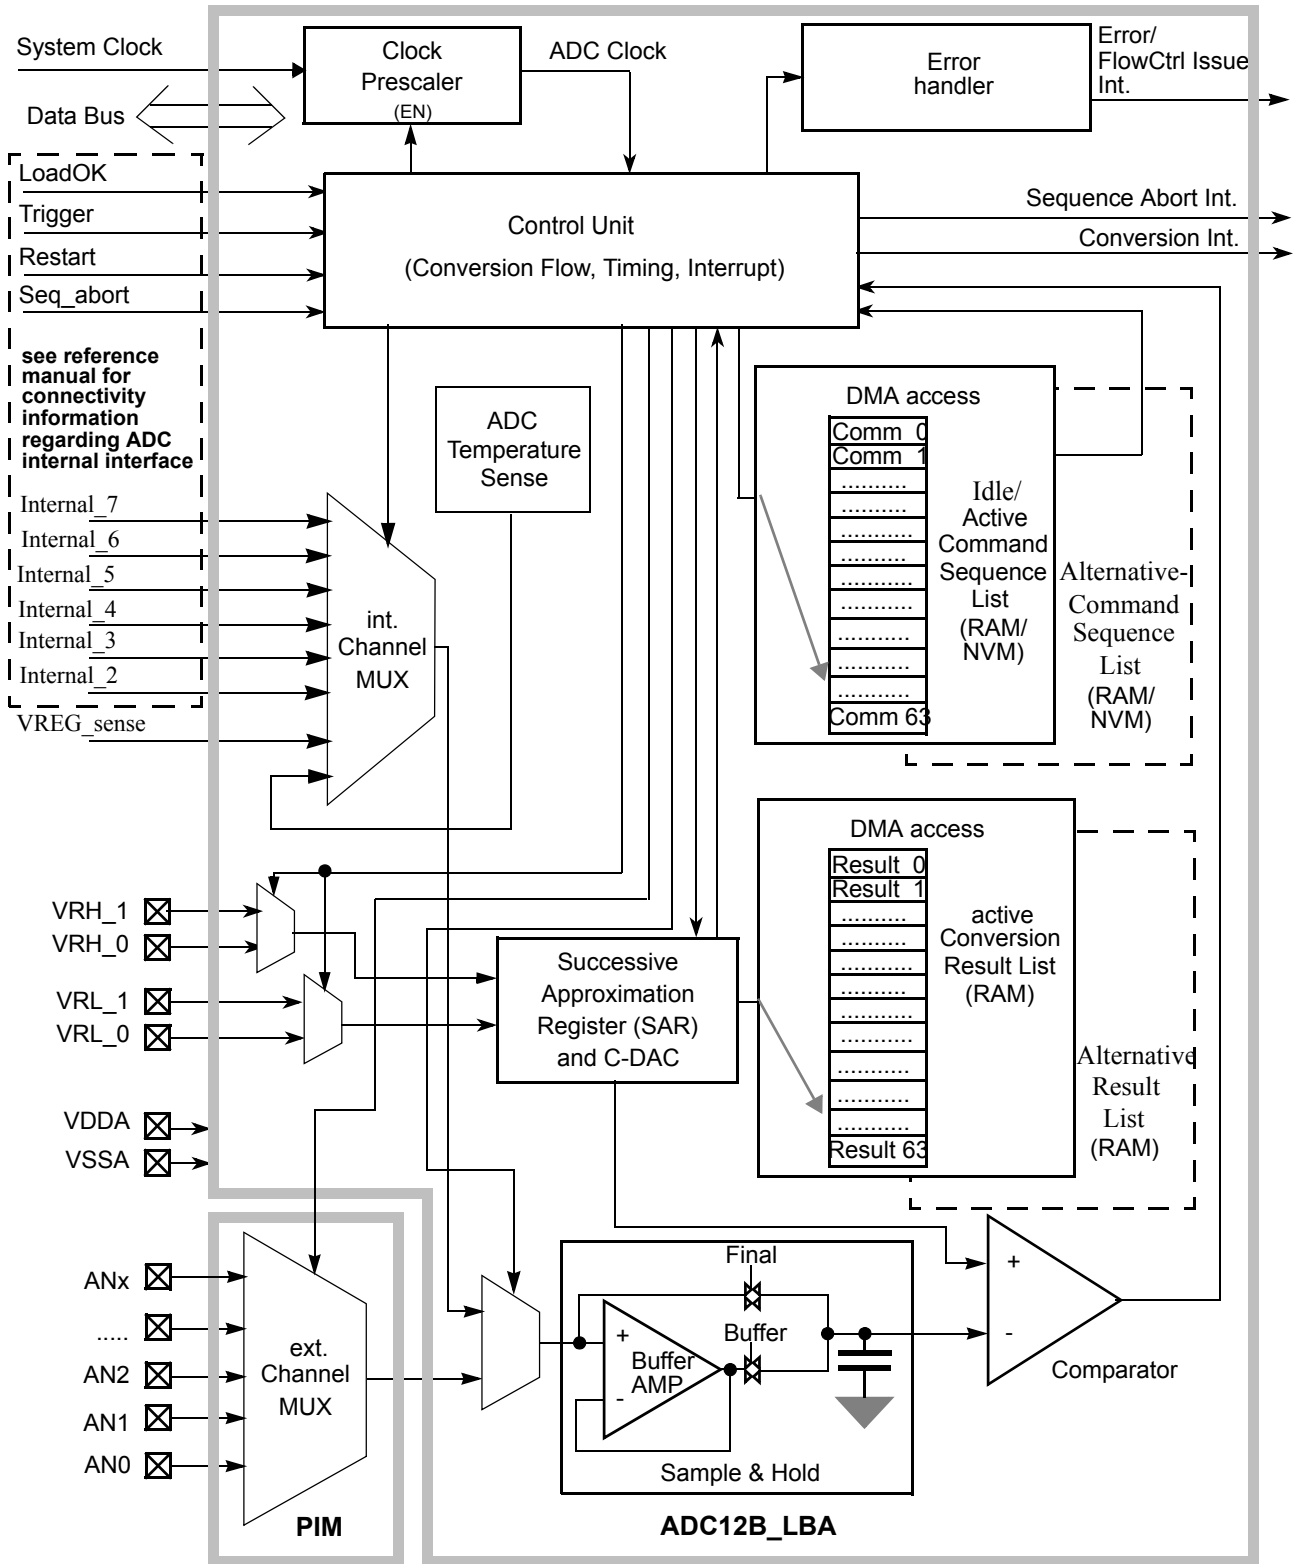 System Clock
Data Bus
Clock
Prescaler
(EN)
ADC Clock
Error
handler
Error/
FlowCtrl Issue
Int.
LoadOK
Trigger
Restart
Seq_abort
Control Unit
(Conversion Flow, Timing, Interrupt)
Sequence Abort Int.
Conversion Int.
see reference
manual for
connectivity
information
regarding ADC
internal interface
Internal_7
Internal_6
Internal_5
Internal_4
Internal_3
Internal_2
VREG_sense
ADC
Temperature
Sense
int.
Channel
MUX
DMA access
Comm 0
Comm 1
..........
..........
...........
...........
...........
...........
...........
...........
...........
Comm 63
Idle/
Active
Command
Sequence
List
(RAM/
NVM)
Alternative-
Command
Sequence
List
(RAM/
NVM)
DMA access
Result 0
Result 1
..........
..........
...........
...........
...........
...........
...........
...........
...........
Result 63
active
Conversion
Result List
(RAM)
Alternative
Result
List
(RAM)
VRH_1
VRH_0
VRL_1
VRL_0
VDDA
VSSA
Successive
Approximation
Register (SAR)
and C-DAC
ANx
.....
AN2
AN1
AN0
ext.
Channel
MUX
PIM
Final
Buffer
+
Buffer
AMP
-
Sample & Hold
+
-
Comparator
ADC12B_LBA